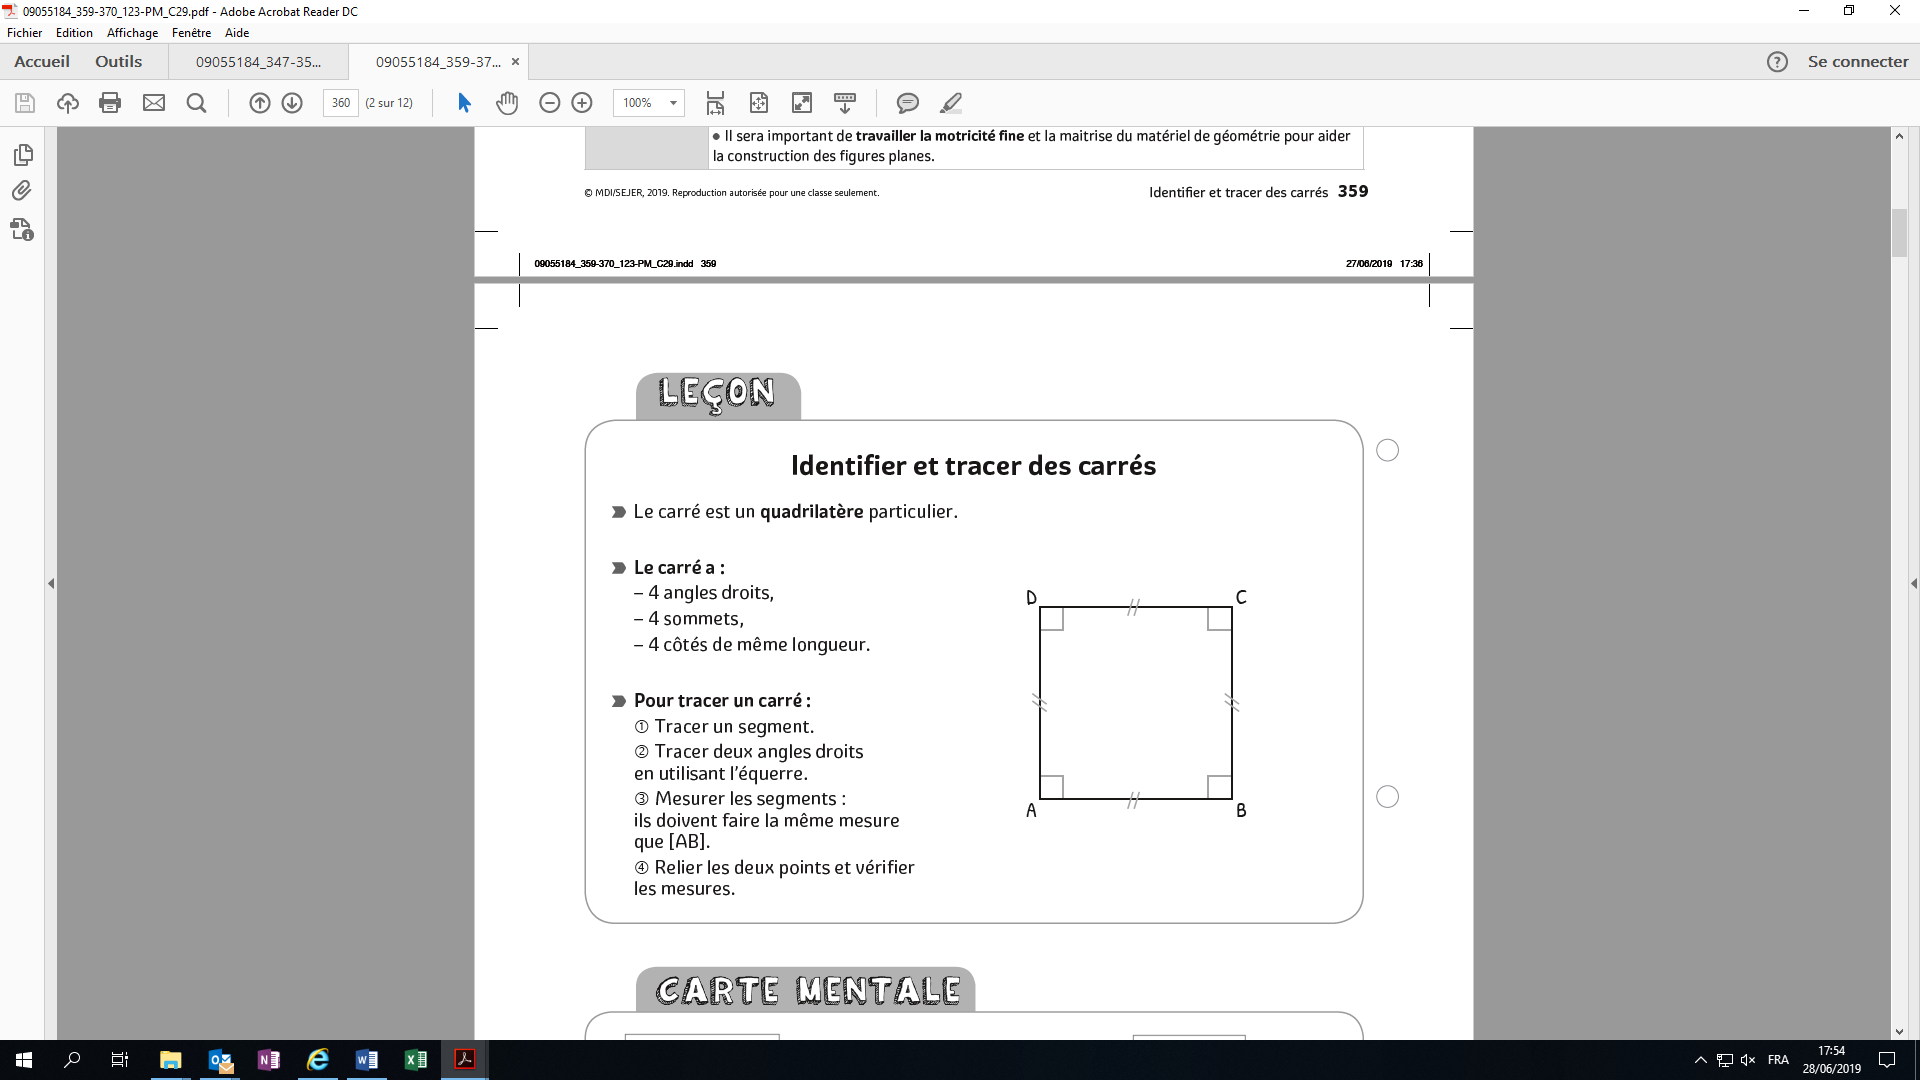 09055184_359-370_123-PM_C29.pdf - Adobe Acrobat Reader DC
Fichier Edition Affichage Fenêtre Aide
Accueil Outils 09055184_347-35... 09055184_359-37... × ? Se connecter
360 (2 sur 12) 100%
● Il sera important de travailler la motricité fine et la maitrise du matériel de géométrie pour aider
la construction des figures planes.
© MDI/SEJER, 2019. Reproduction autorisée pour une classe seulement.
Identifier et tracer des carrés 359
09055184_359-370_123-PM_C29.indd 359
27/06/2019 17:36
LEÇON
Identifier et tracer des carrés
Le carré est un quadrilatère particulier.
Le carré a :
– 4 angles droits,
– 4 sommets,
– 4 côtés de même longueur.
Pour tracer un carré :
① Tracer un segment.
② Tracer deux angles droits
en utilisant l'équerre.
③ Mesurer les segments :
ils doivent faire la même mesure
que [AB].
④ Relier les deux points et vérifier
les mesures.
D C
A B
CARTE MENTALE
FRA
17:54
28/06/2019